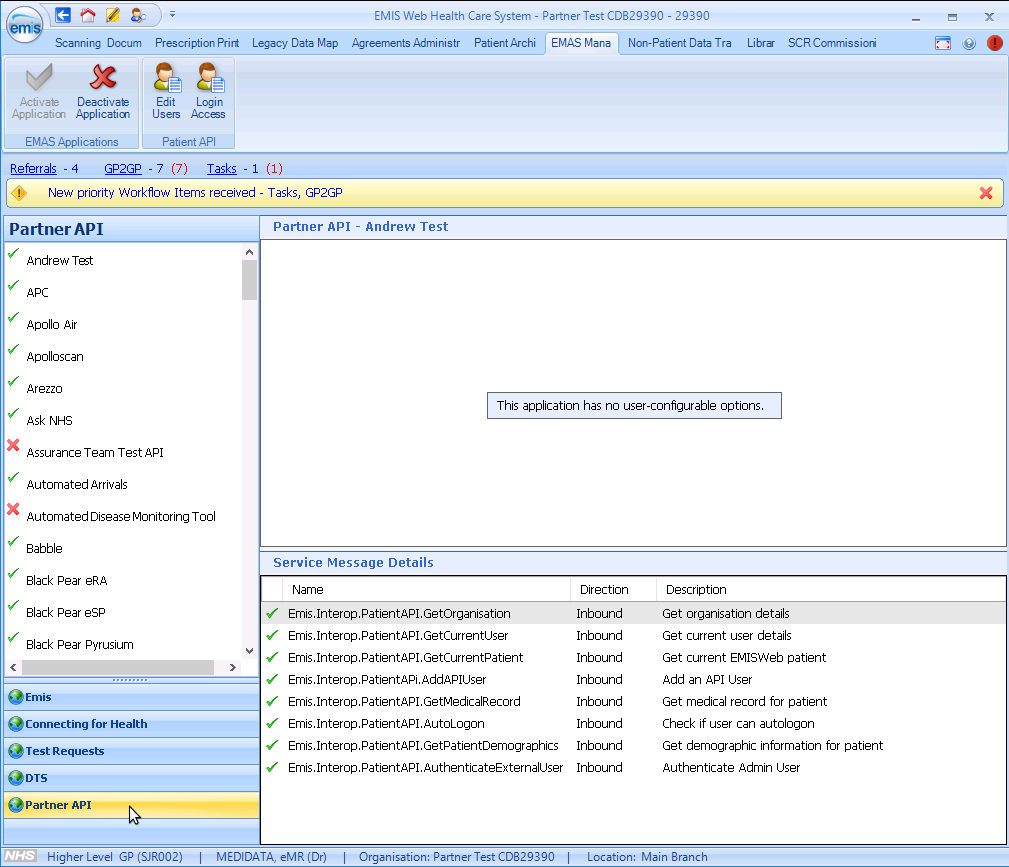 emis
EMIS Web Health Care System - Partner Test CDB29390 - 29390
Scanning Docum Prescription Print Legacy Data Map Agreements Administr Patient Archi EMAS Mana Non-Patient Data Tra Librar SCR Commissioni
Activate Application
Deactivate Application
EMAS Applications
Edit Users
Login Access
Patient API
Referrals - 4 GP2GP - 7 (7) Tasks - 1 (1)
New priority Workflow Items received - Tasks, GP2GP
Partner API
Andrew Test
APC
Apollo Air
Apolloscan
Arezzo
Ask NHS
Assurance Team Test API
Automated Arrivals
Automated Disease Monitoring Tool
Babble
Black Pear eRA
Black Pear eSP
Black Pear Pyrusium
Emis
Connecting for Health
Test Requests
DTS
Partner API
Partner API - Andrew Test
This application has no user-configurable options.
Service Message Details
Name Direction Description
Emis.Interop.PatientAPI.GetOrganisation Inbound Get organisation details
Emis.Interop.PatientAPI.GetCurrentUser Inbound Get current user details
Emis.Interop.PatientAPI.GetCurrentPatient Inbound Get current EMISWeb patient
Emis.Interop.PatientAPi.AddAPIUser Inbound Add an API User
Emis.Interop.PatientAPI.GetMedicalRecord Inbound Get medical record for patient
Emis.Interop.PatientAPI.AutoLogon Inbound Check if user can autologon
Emis.Interop.PatientAPI.GetPatientDemographics Inbound Get demographic information for patient
Emis.Interop.PatientAPI.AuthenticateExternalUser Inbound Authenticate Admin User
NHS Higher Level GP (SJR002) | MEDIDATA, eMR (Dr) | Organisation: Partner Test CDB29390 | Location: Main Branch